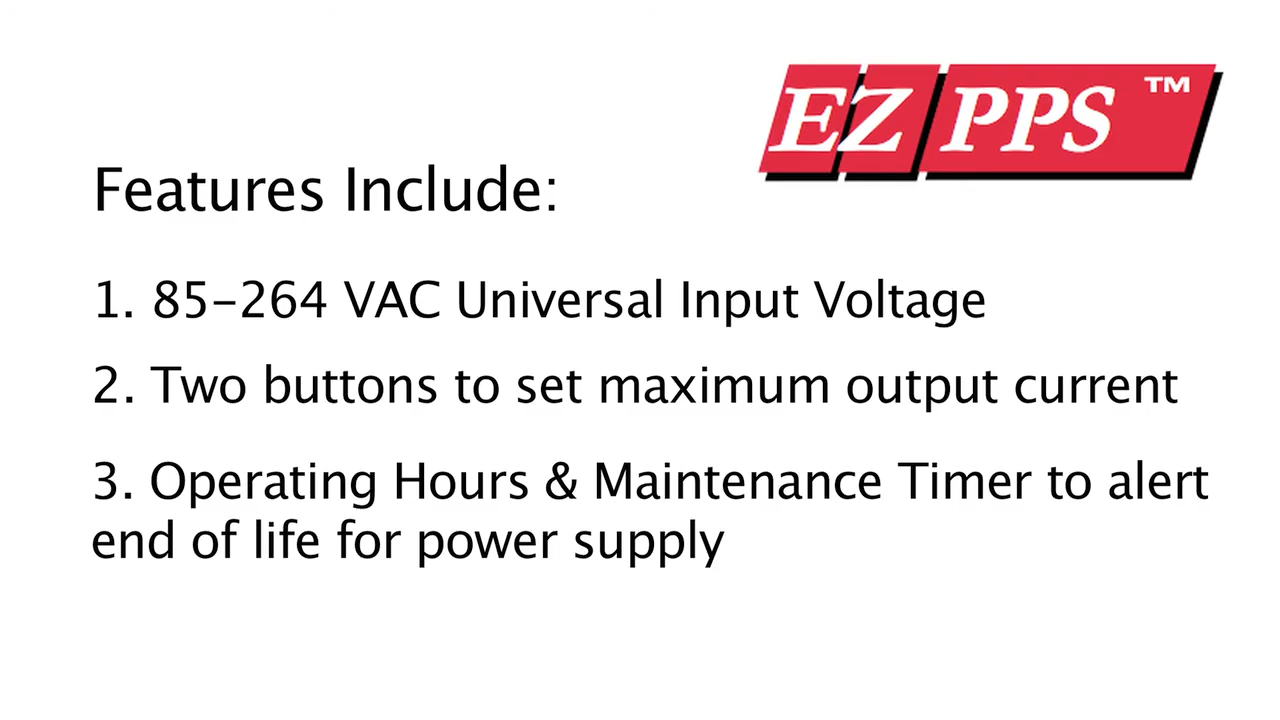 EZ PPS ™
Features Include:
1. 85-264 VAC Universal Input Voltage
2. Two buttons to set maximum output current
3. Operating Hours & Maintenance Timer to alert
end of life for power supply